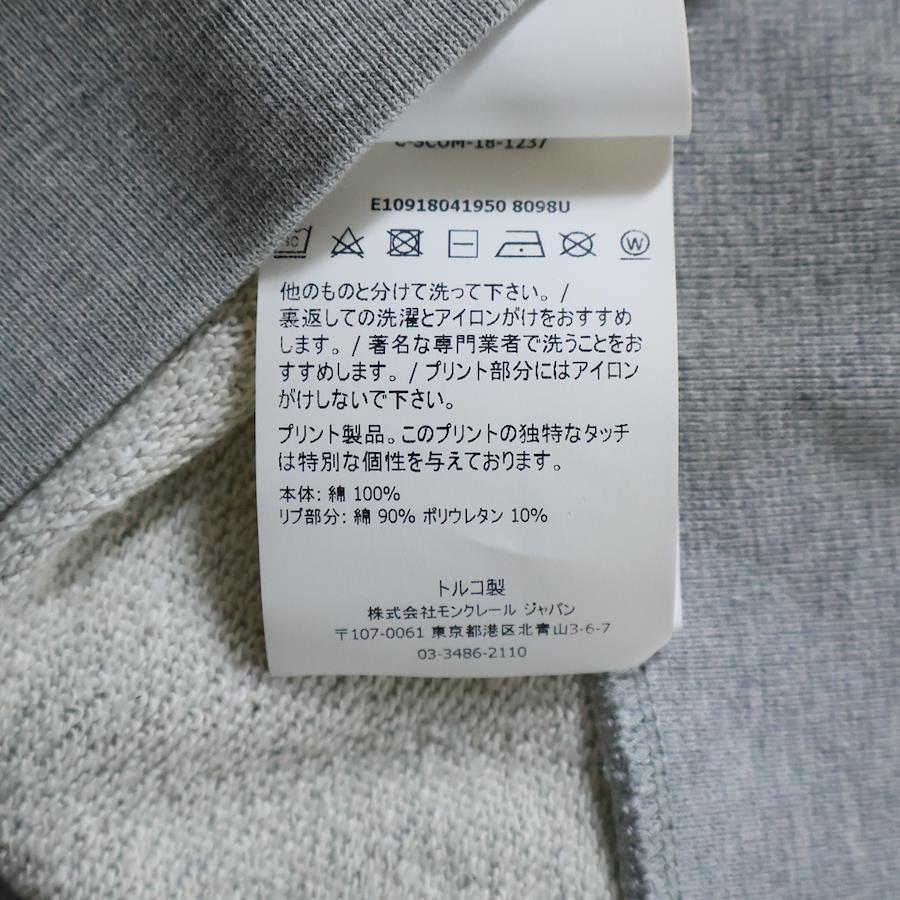 C-SCOM-18-1237
E10918041950 8098U
W
他のものと分けて洗って下さい。/
裏返しての洗濯とアイロンがけをおすすめ
します。/ 著名な専門業者で洗うことをお
すすめします。/ プリント部分にはアイロン
がけしないで下さい。
プリント製品。このプリントの独特なタッチ
は特別な個性を与えております。
本体: 綿 100%
リブ部分: 綿 90% ポリウレタン 10%
トルコ製
株式会社モンクレール ジャパン
〒107-0061 東京都港区北青山3-6-7
03-3486-2110